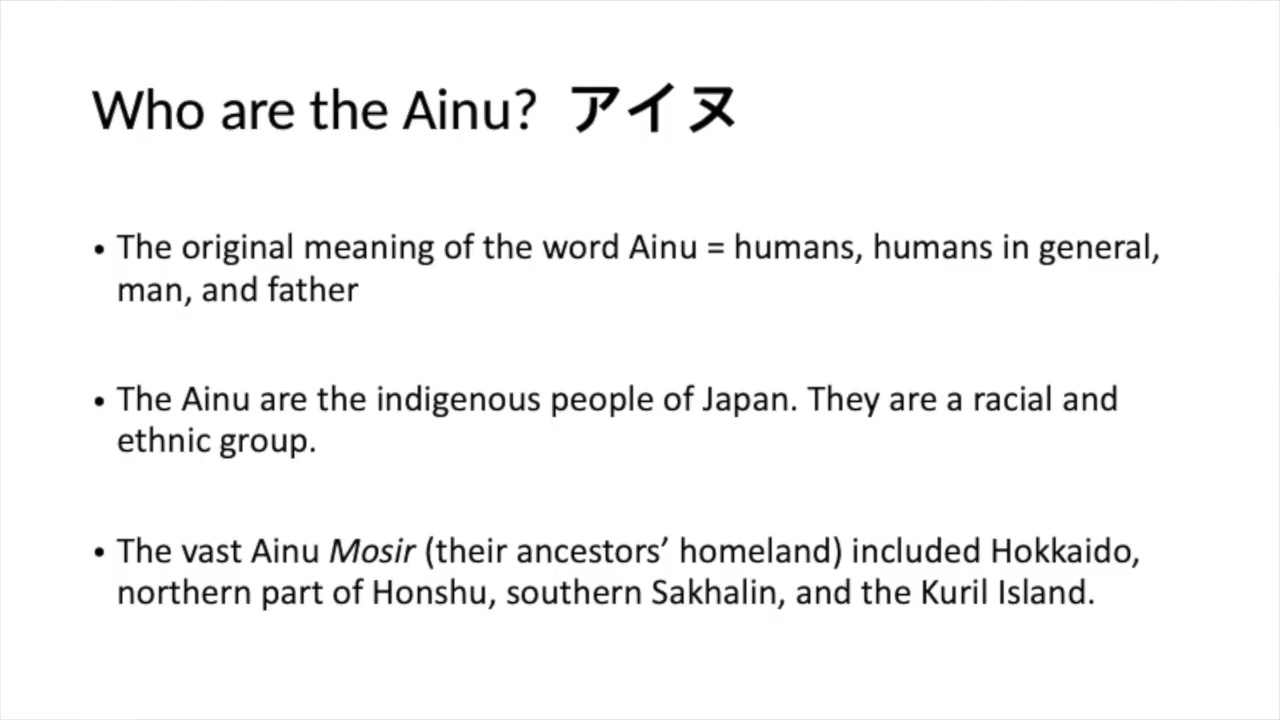 Who are the Ainu? アイヌ
• The original meaning of the word Ainu = humans, humans in general,
man, and father
• The Ainu are the indigenous people of Japan. They are a racial and
ethnic group.
• The vast Ainu Mosir (their ancestors’ homeland) included Hokkaido,
northern part of Honshu, southern Sakhalin, and the Kuril Island.